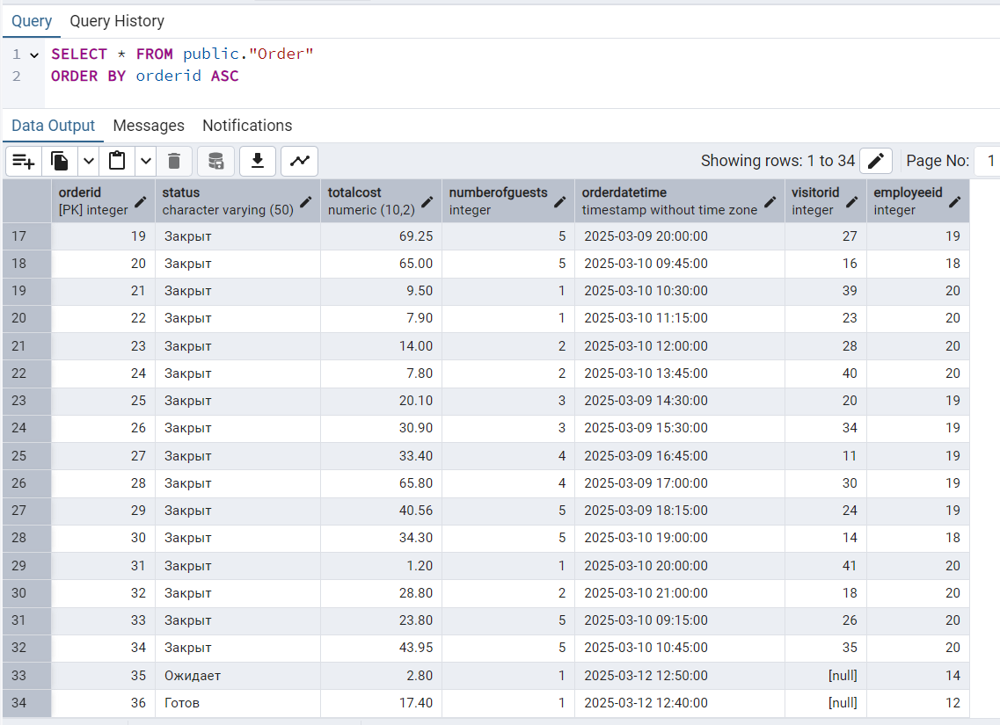 Query Query History
1 SELECT * FROM public."Order"
2 ORDER BY orderid ASC
Data Output Messages Notifications
Showing rows: 1 to 34 Page No: 1
orderid status totalcost numberofguests orderdatetime visitorid employeeid
[PK] integer character varying (50) numeric (10,2) integer timestamp without time zone integer integer
17 19 Закрыт 69.25 5 2025-03-09 20:00:00 27 19
18 20 Закрыт 65.00 5 2025-03-10 09:45:00 16 18
19 21 Закрыт 9.50 1 2025-03-10 10:30:00 39 20
20 22 Закрыт 7.90 1 2025-03-10 11:15:00 23 20
21 23 Закрыт 14.00 2 2025-03-10 12:00:00 28 20
22 24 Закрыт 7.80 2 2025-03-10 13:45:00 40 20
23 25 Закрыт 20.10 3 2025-03-09 14:30:00 20 19
24 26 Закрыт 30.90 3 2025-03-09 15:30:00 34 19
25 27 Закрыт 33.40 4 2025-03-09 16:45:00 11 19
26 28 Закрыт 65.80 4 2025-03-09 17:00:00 30 19
27 29 Закрыт 40.56 5 2025-03-09 18:15:00 24 19
28 30 Закрыт 34.30 5 2025-03-10 19:00:00 14 18
29 31 Закрыт 1.20 1 2025-03-10 20:00:00 41 20
30 32 Закрыт 28.80 2 2025-03-10 21:00:00 18 20
31 33 Закрыт 23.80 5 2025-03-10 09:15:00 26 20
32 34 Закрыт 43.95 5 2025-03-10 10:45:00 35 20
33 35 Ожидает 2.80 1 2025-03-12 12:50:00 [null] 14
34 36 Готов 17.40 1 2025-03-12 12:40:00 [null] 12